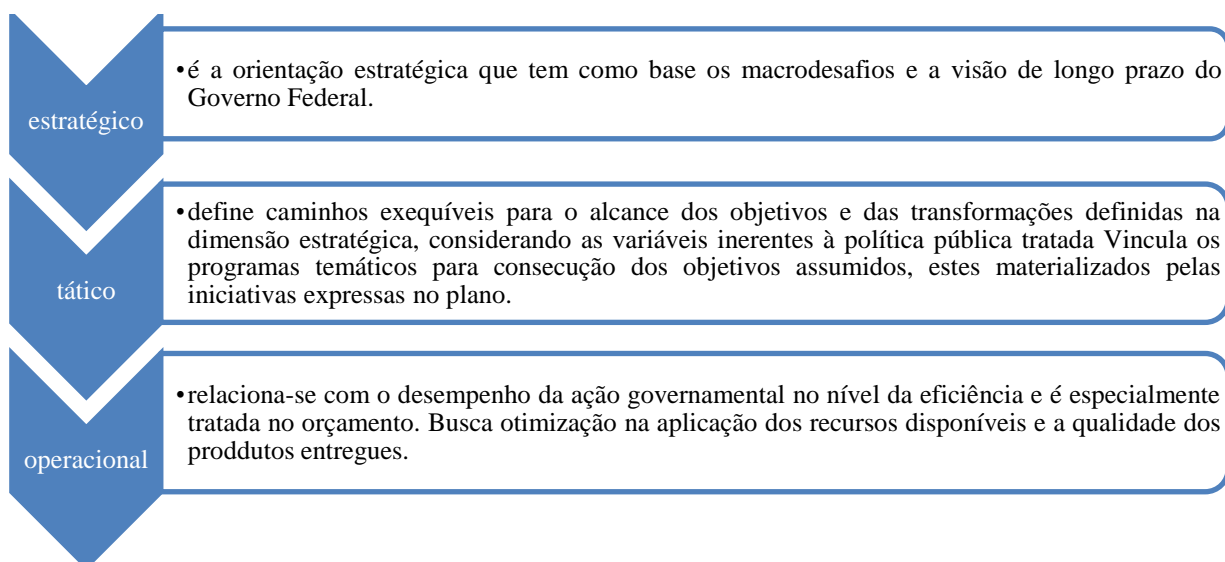 estratégico
•é a orientação estratégica que tem como base os macrodesafios e a visão de longo prazo do
Governo Federal.
tático
•define caminhos exequíveis para o alcance dos objetivos e das transformações definidas na
dimensão estratégica, considerando as variáveis inerentes à política pública tratada Vincula os
programas temáticos para consecução dos objetivos assumidos, estes materializados pelas
iniciativas expressas no plano.
operacional
•relaciona-se com o desempenho da ação governamental no nível da eficiência e é especialmente
tratada no orçamento. Busca otimização na aplicação dos recursos disponíveis e a qualidade dos
proddutos entregues.